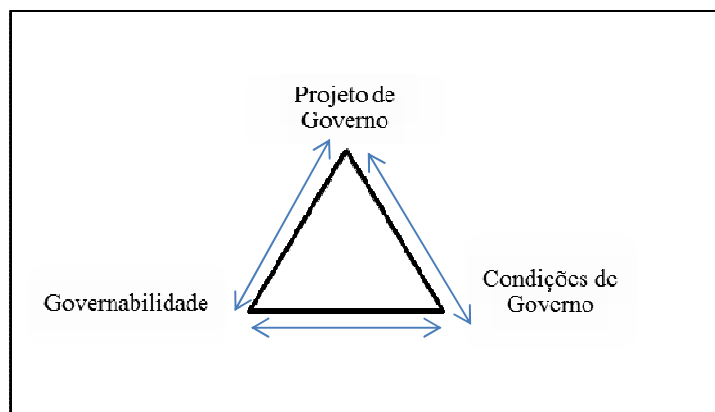 Projeto de
Governo
Governabilidade
Condições de
Governo